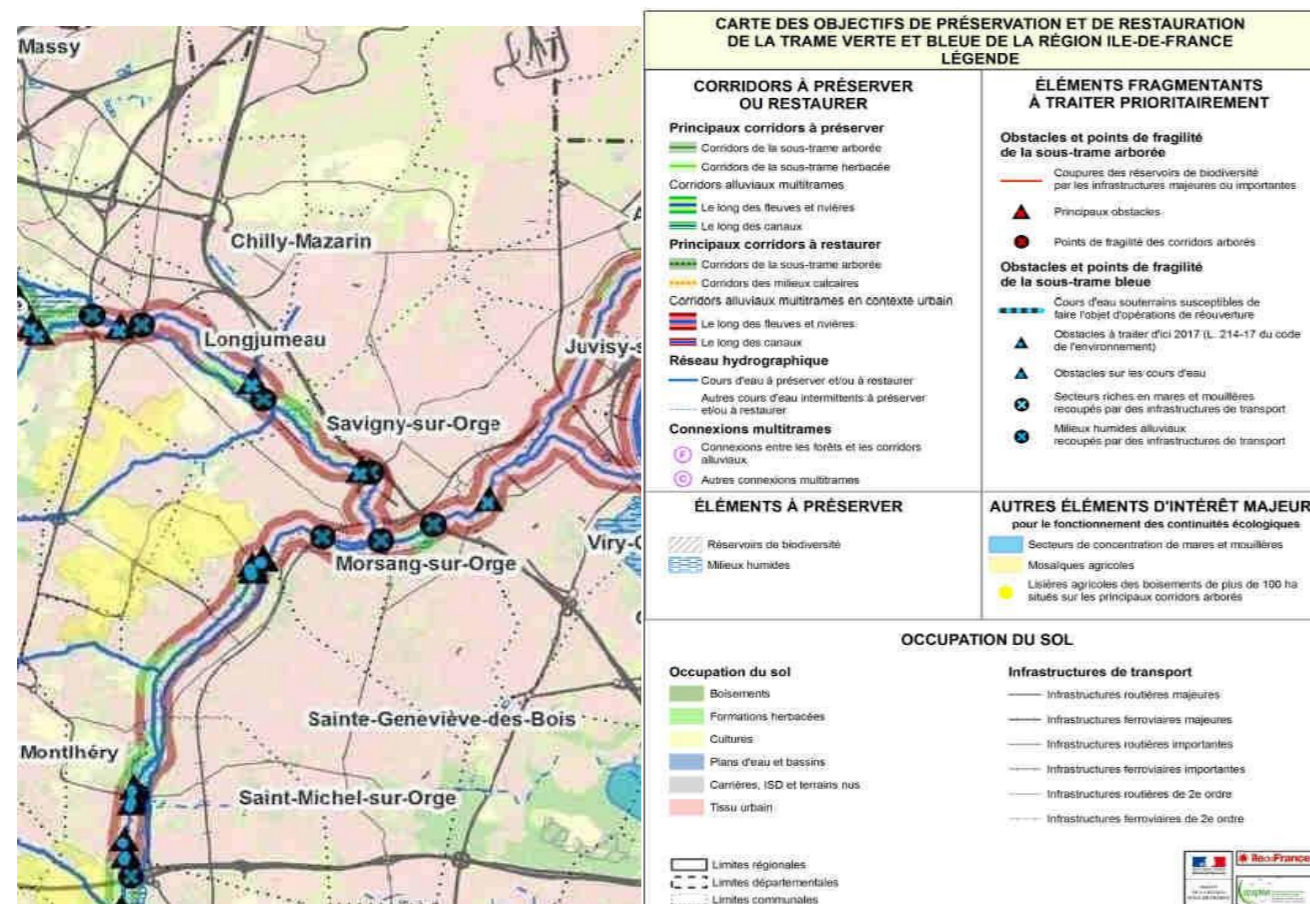 Massy
Chilly-Mazarin
Longjumeau
Juvisy-s
Savigny-sur-Orge
Viry-
Morsang-sur-Orge
Sainte-Geneviève-des-Bois
Montlhéry
Saint-Michel-sur-Orge
CARTE DES OBJECTIFS DE PRÉSERVATION ET DE RESTAURATION
DE LA TRAME VERTE ET BLEUE DE LA RÉGION ILE-DE-FRANCE
LÉGENDE
CORRIDORS À PRÉSERVER
OU RESTAURER
Principaux corridors à préserver
Corridors de la sous-trame arborée
Corridors de la sous-trame herbacée
Corridors alluviaux multitrames
Le long des fleuves et rivières
Le long des canaux
Principaux corridors à restaurer
Corridors de la sous-trame arborée
Corridors des milieux calcaires
Corridors alluviaux multitrames en contexte urbain
Le long des fleuves et rivières
Le long des canaux
Réseau hydrographique
Cours d'eau à préserver et/ou à restaurer
Autres cours d'eau intermittents à préserver
et/ou à restaurer
Connexions multitrames
F
Connexions entre les forêts et les corridors
alluviaux
C
Autres connexions multitrames
ÉLÉMENTS FRAGMENTANTS
À TRAITER PRIORITAIREMENT
Obstacles et points de fragilité
de la sous-trame arborée
Coupures des réservoirs de biodiversité
par les infrastructures majeures ou importantes
Principaux obstacles
Points de fragilité des corridors arborés
Obstacles et points de fragilité
de la sous-trame bleue
Cours d'eau souterrains susceptibles de
faire l'objet d'opérations de réouverture
Obstacles à traiter d'ici 2017 (L. 214-17 du code
de l'environnement)
Obstacles sur les cours d'eau
Secteurs riches en mares et mouillères
recoupés par des infrastructures de transport
Milieux humides alluviaux
recoupés par des infrastructures de transport
ÉLÉMENTS À PRÉSERVER
Réservoirs de biodiversité
Milieux humides
AUTRES ÉLÉMENTS D'INTÉRÊT MAJEUR
pour le fonctionnement des continuités écologiques
Secteurs de concentration de mares et mouillères
Mosaïques agricoles
Lisières agricoles des boisements de plus de 100 ha
situés sur les principaux corridors arborés
OCCUPATION DU SOL
Occupation du sol
Boisements
Formations herbacées
Cultures
Plans d'eau et bassins
Carrières, ISD et terrains nus
Tissu urbain
Infrastructures de transport
Infrastructures routières majeures
Infrastructures ferroviaires majeures
Infrastructures routières importantes
Infrastructures ferroviaires importantes
Infrastructures routières de 2e ordre
Infrastructures ferroviaires de 2e ordre
Limites régionales
Limites départementales
Limites communales
îledeFrance